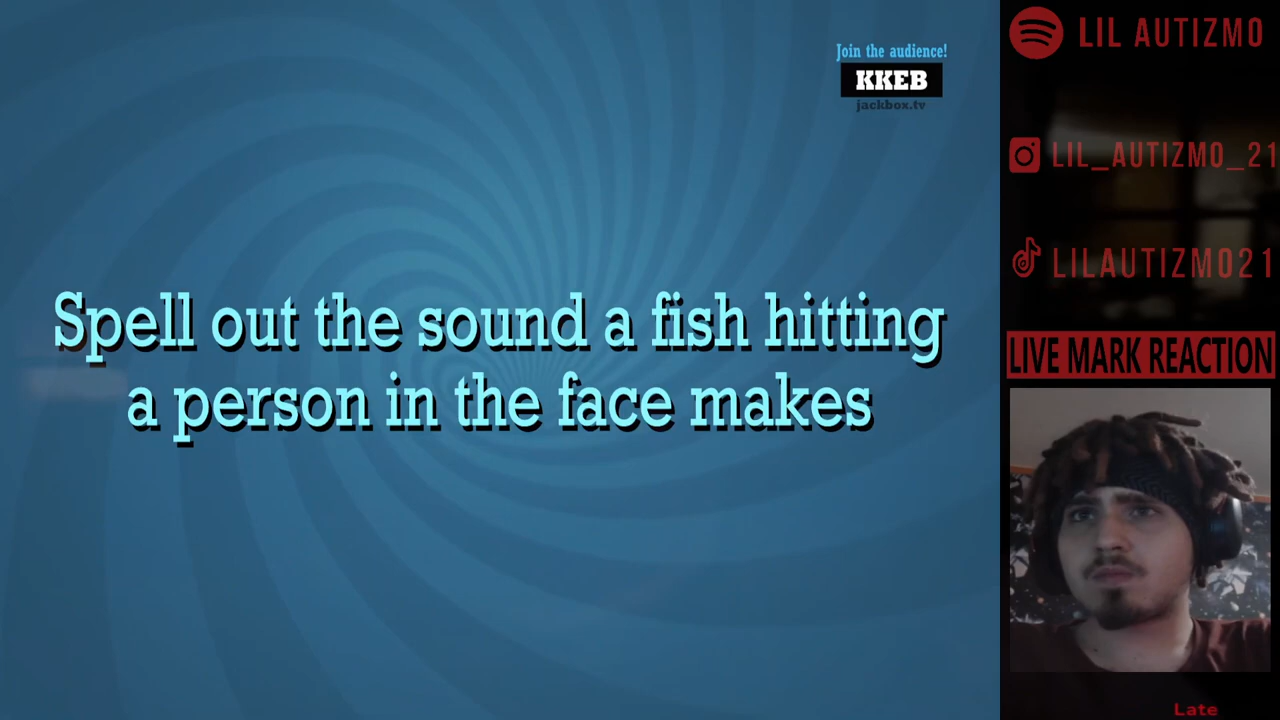 Join the audience!
KKEB
jackbox.tv
Spell out the sound a fish hitting
a person in the face makes
LIL AUTIZMO
LIL_AUTIZMO_21
LILAUTIZMO21
LIVE MARK REACTION
Late